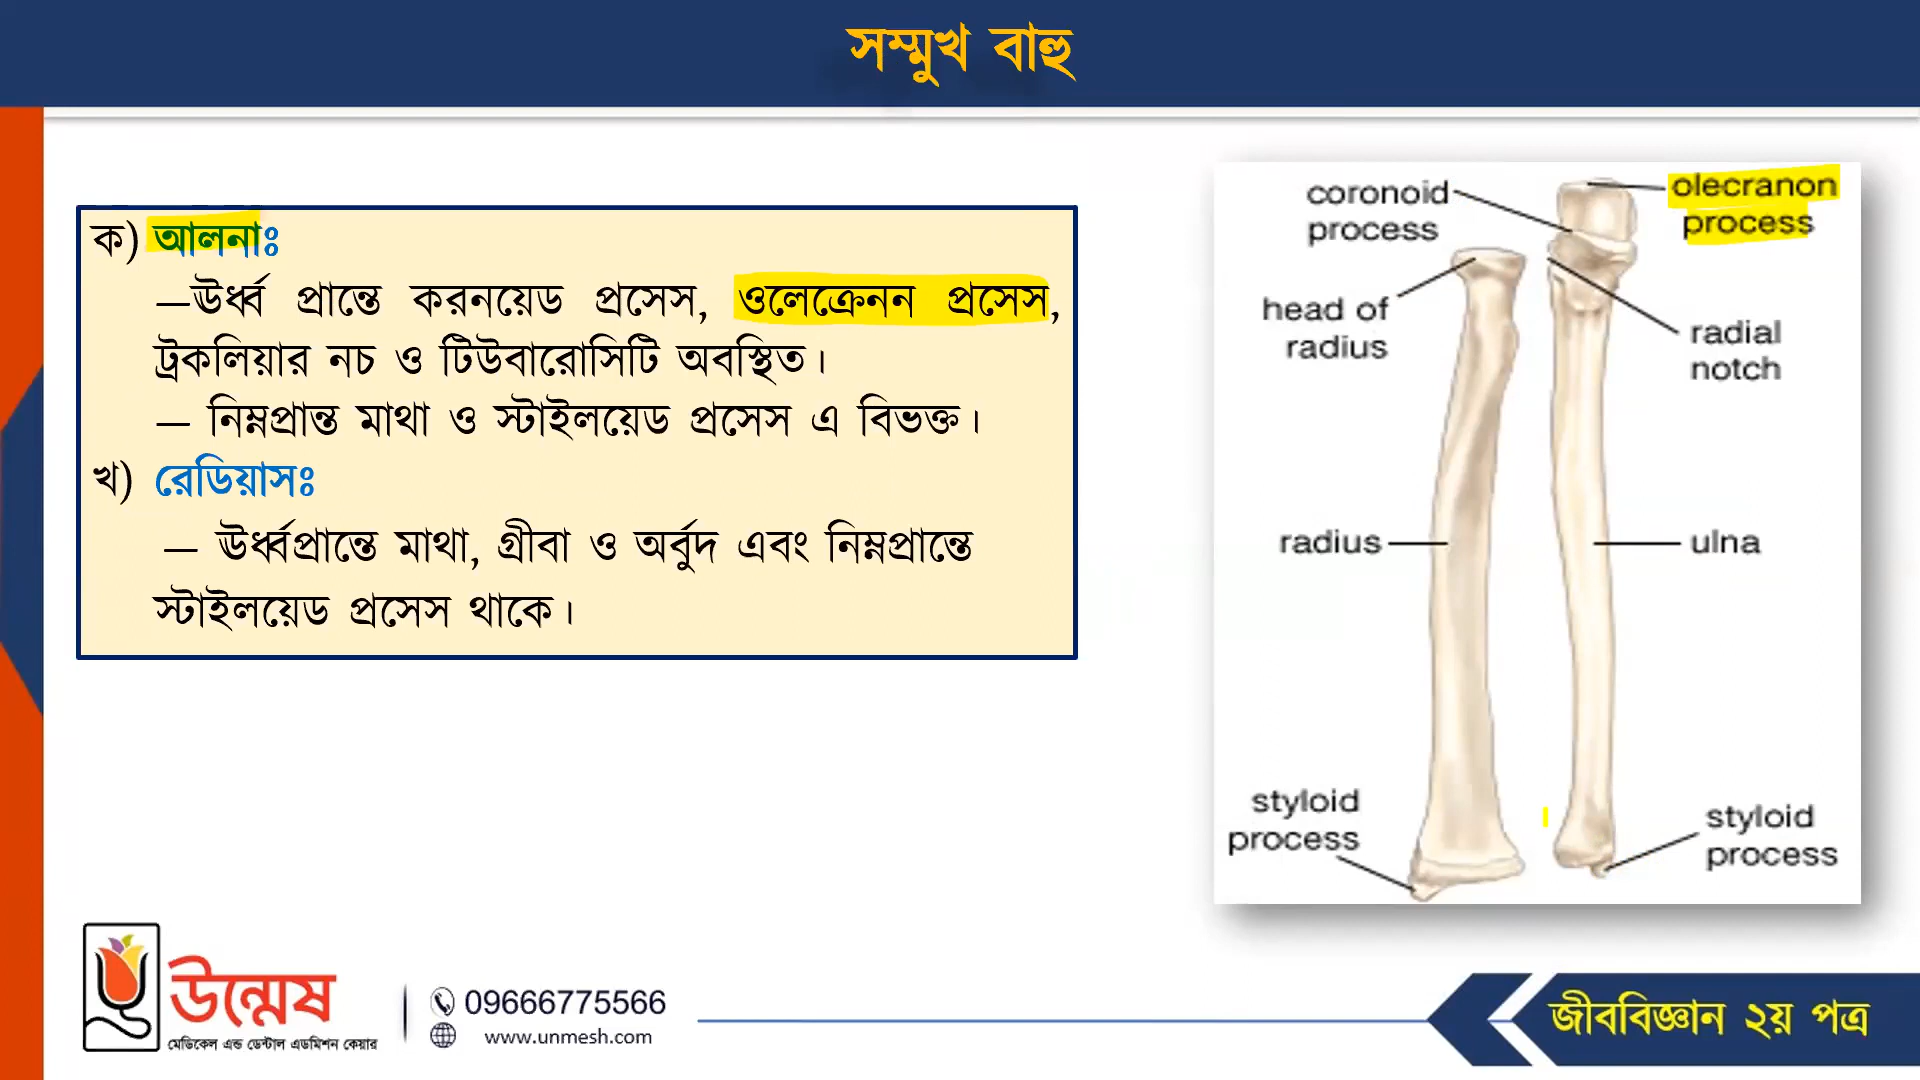 সম্মুখ বাহু
ক) আলনাঃ
—ঊর্ধ্ব প্রান্তে করনয়েড প্রসেস, ওলেক্রেনন প্রসেস,
ট্রকলিয়ার নচ ও টিউবারোসিটি অবস্থিত।
— নিম্নপ্রান্ত মাথা ও স্টাইলয়েড প্রসেস এ বিভক্ত।
খ) রেডিয়াসঃ
— ঊর্ধ্বপ্রান্তে মাথা, গ্রীবা ও অর্বুদ এবং নিম্নপ্রান্তে
স্টাইলয়েড প্রসেস থাকে।
coronoid
process
olecranon
process
head of
radius
radial
notch
radius
ulna
styloid
process
styloid
process
উন্মেষ
মেডিকেল এন্ড ডেন্টাল এডমিশন কেয়ার
09666775566
www.unmesh.com
জীববিজ্ঞান ২য় পত্র